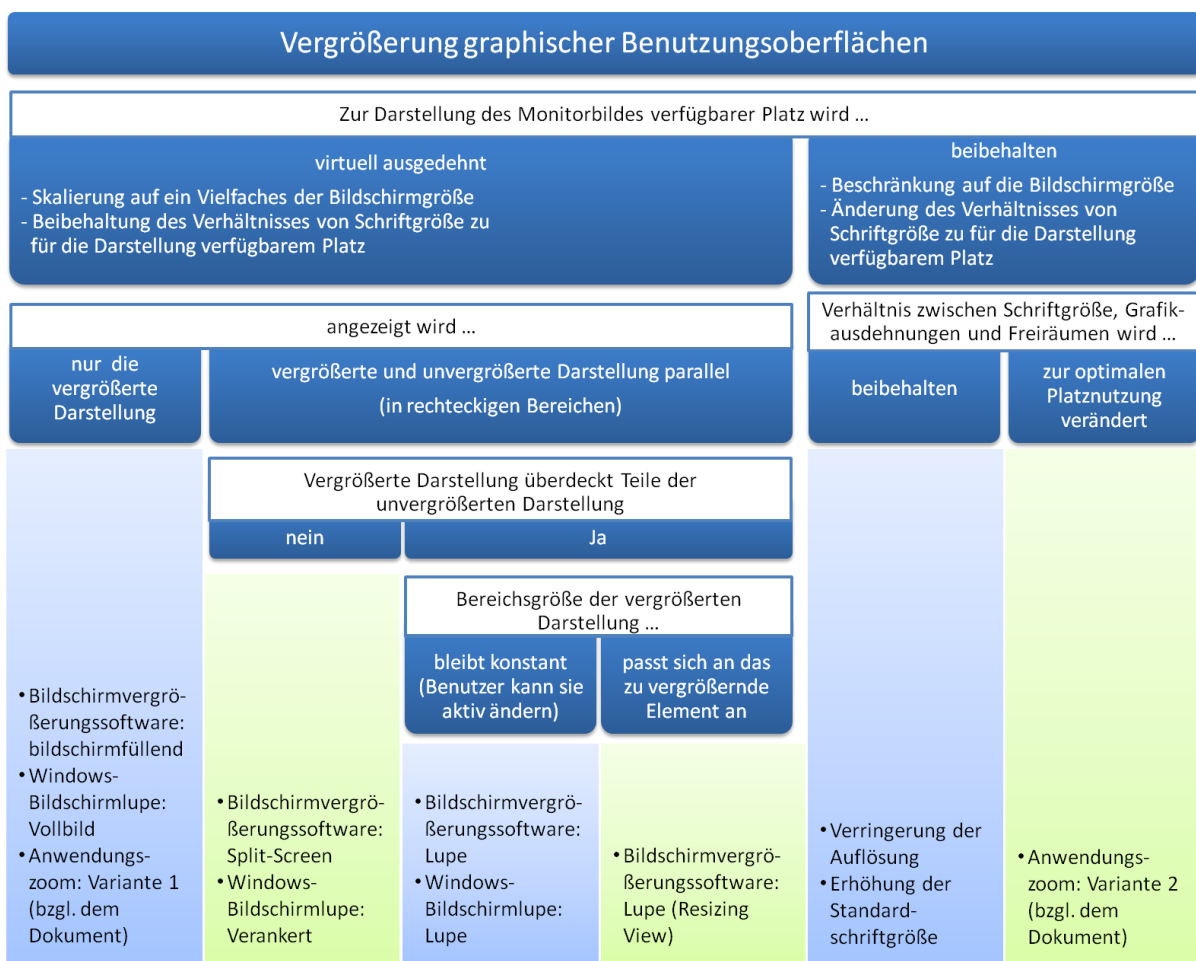 Vergrößerung graphischer Benutzungsoberflächen
Zur Darstellung des Monitorbildes verfügbarer Platz wird ...
virtuell ausgedehnt
- Skalierung auf ein Vielfaches der Bildschirmgröße
- Beibehaltung des Verhältnisses von Schriftgröße zu
für die Darstellung verfügbarem Platz
beibehalten
- Beschränkung auf die Bildschirmgröße
- Änderung des Verhältnisses von
Schriftgröße zu für die Darstellung
verfügbarem Platz
angezeigt wird ...
nur die
vergrößerte
Darstellung
vergrößerte und unvergrößerte Darstellung parallel
(in rechteckigen Bereichen)
Verhältnis zwischen Schriftgröße, Grafik-
ausdehnungen und Freiräumen wird ...
beibehalten
zur optimalen
Platznutzung
verändert
Vergrößerte Darstellung überdeckt Teile der
unvergrößerten Darstellung
nein
Ja
Bereichsgröße der vergrößerten
Darstellung ...
bleibt konstant
(Benutzer kann sie
aktiv ändern)
passt sich an das
zu vergrößernde
Element an
• Bildschirmvergrö-
ßerungssoftware:
bildschirmfüllend
• Windows-
Bildschirmlupe:
Vollbild
• Anwendungs-
zoom: Variante 1
(bzgl. dem
Dokument)
• Bildschirmvergrö-
ßerungssoftware:
Split-Screen
• Windows-
Bildschirmlupe:
Verankert
• Bildschirmvergrö-
ßerungssoftware:
Lupe
• Windows-
Bildschirmlupe:
Lupe
• Bildschirmvergrö-
ßerungssoftware:
Lupe (Resizing
View)
• Verringerung der
Auflösung
• Erhöhung der
Standard-
schriftgröße
• Anwendungs-
zoom: Variante 2
(bzgl. dem
Dokument)